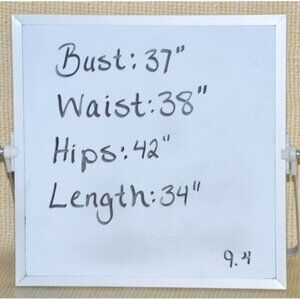 Bust: 37"
Waist: 38"
Hips: 42"
Length: 34"
9.4